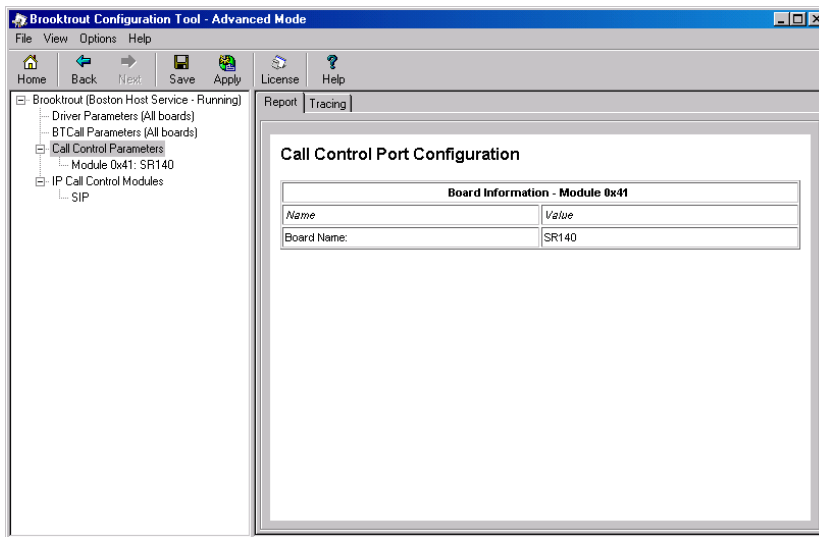 Brooktrout Configuration Tool - Advanced Mode
File View Options Help
Home Back Next Save Apply License Help
Brooktrout (Boston Host Service - Running)
Driver Parameters (All boards)
BTCall Parameters (All boards)
Call Control Parameters
Module 0x41: SR140
IP Call Control Modules
SIP
Report Tracing
Call Control Port Configuration
Board Information - Module 0x41
Name Value
Board Name: SR140